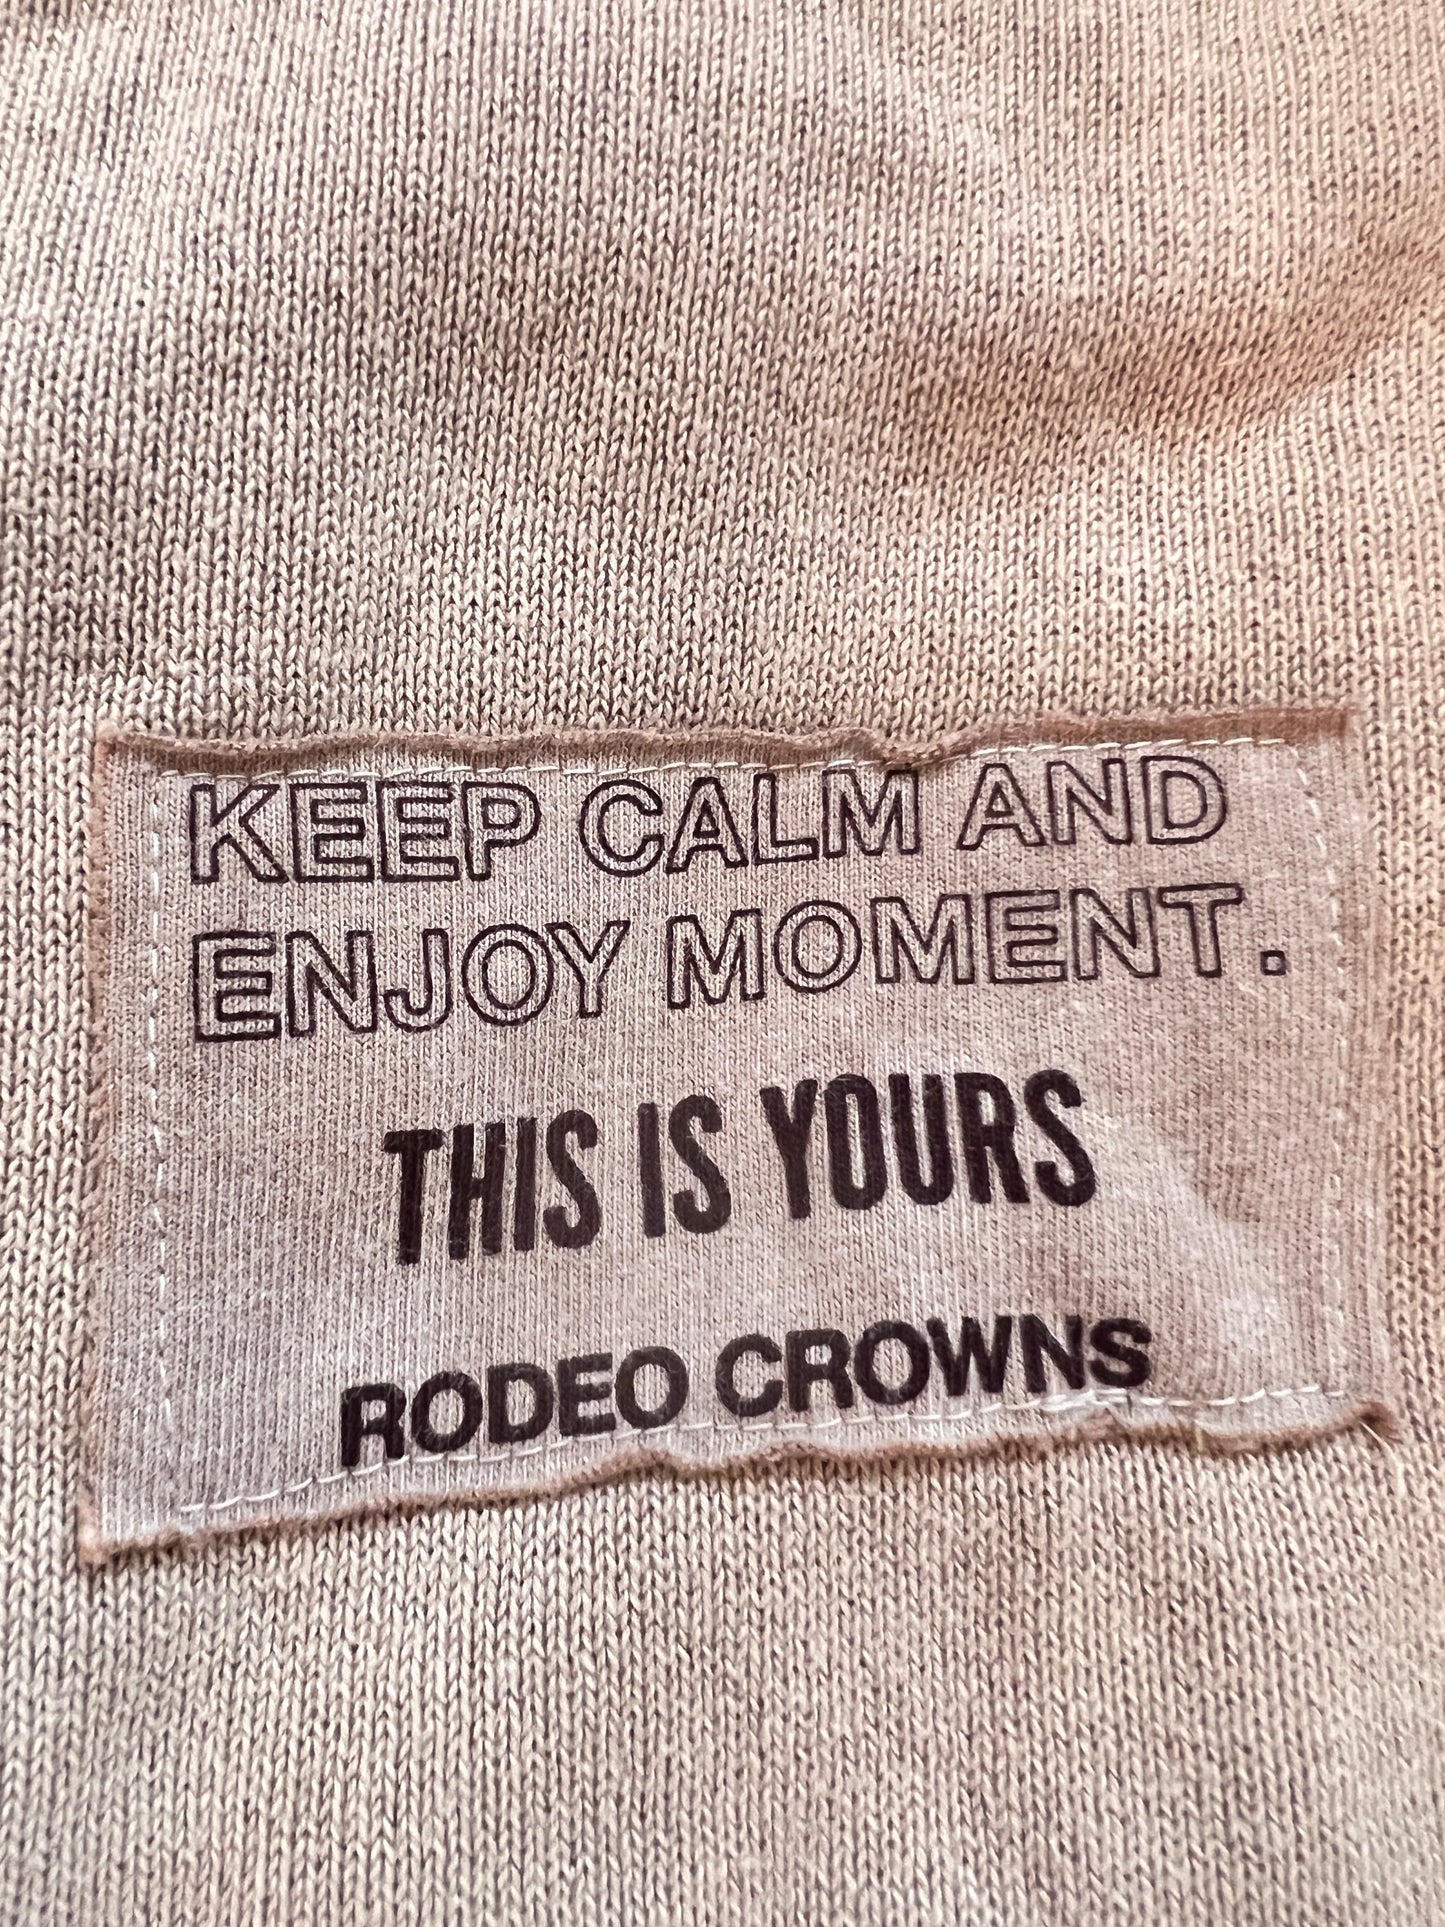 KEEP CALM AND
ENJOY MOMENT.
THIS IS YOURS
RODEO CROWNS